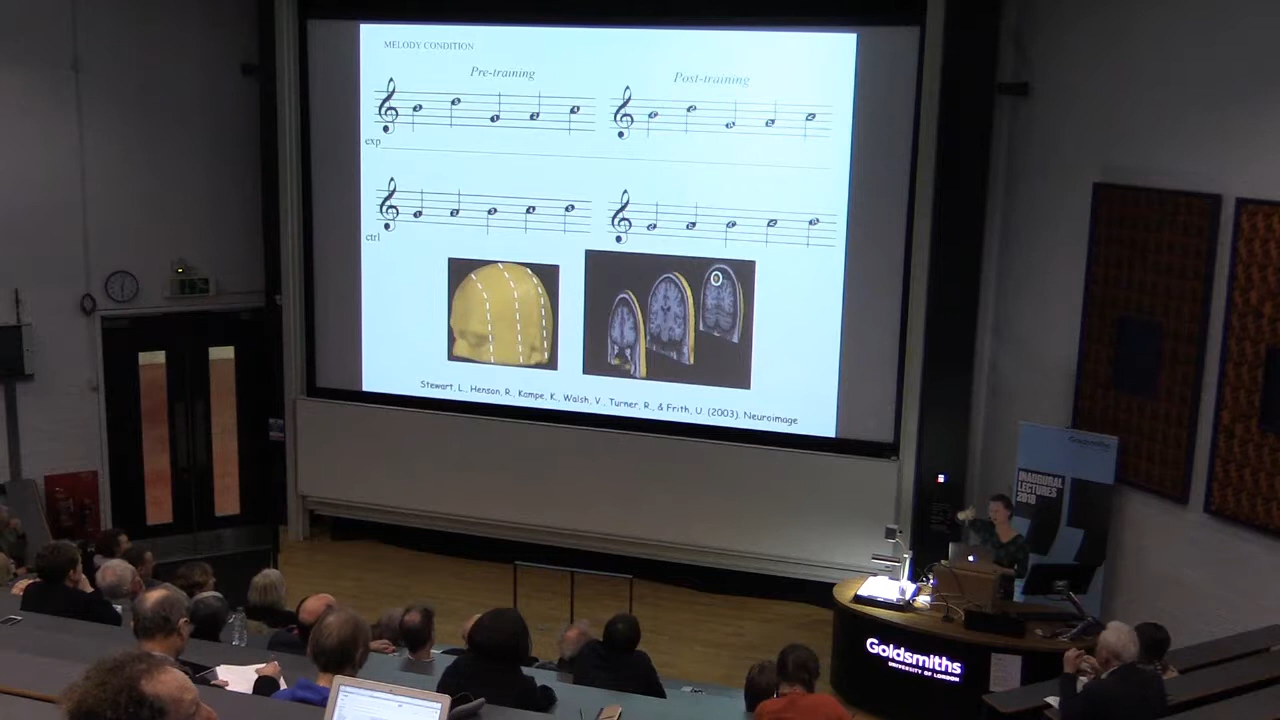 MELODY CONDITION
Pre-training
Post-training
exp
ctrl
Stewart, L., Henson, R., Kampe, K., Walsh, V., Turner, R., & Frith, U. (2003). Neuroimage
Goldsmiths
INAUGURAL
LECTURES
2018
Goldsmiths
UNIVERSITY OF LONDON